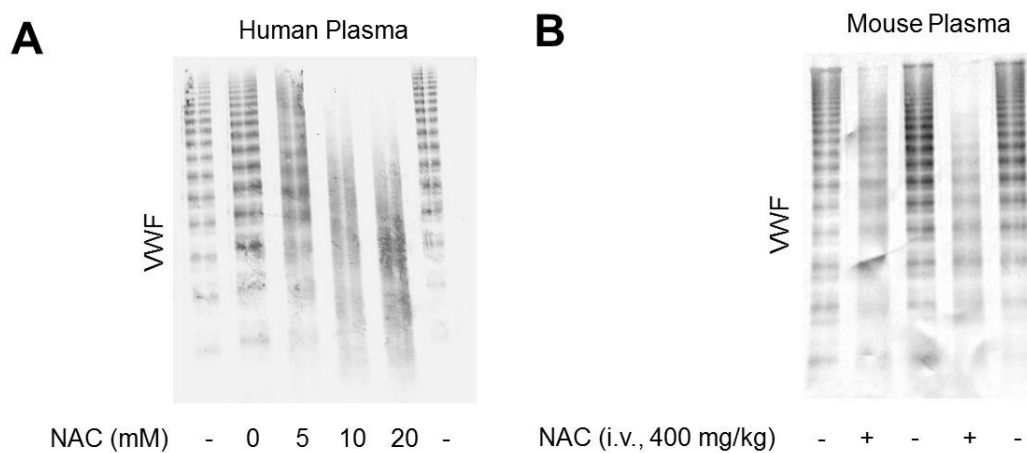 A
Human Plasma
VWF
NAC (mM) - 0 5 10 20 -
B
Mouse Plasma
VWF
NAC (i.v., 400 mg/kg) - + - + -